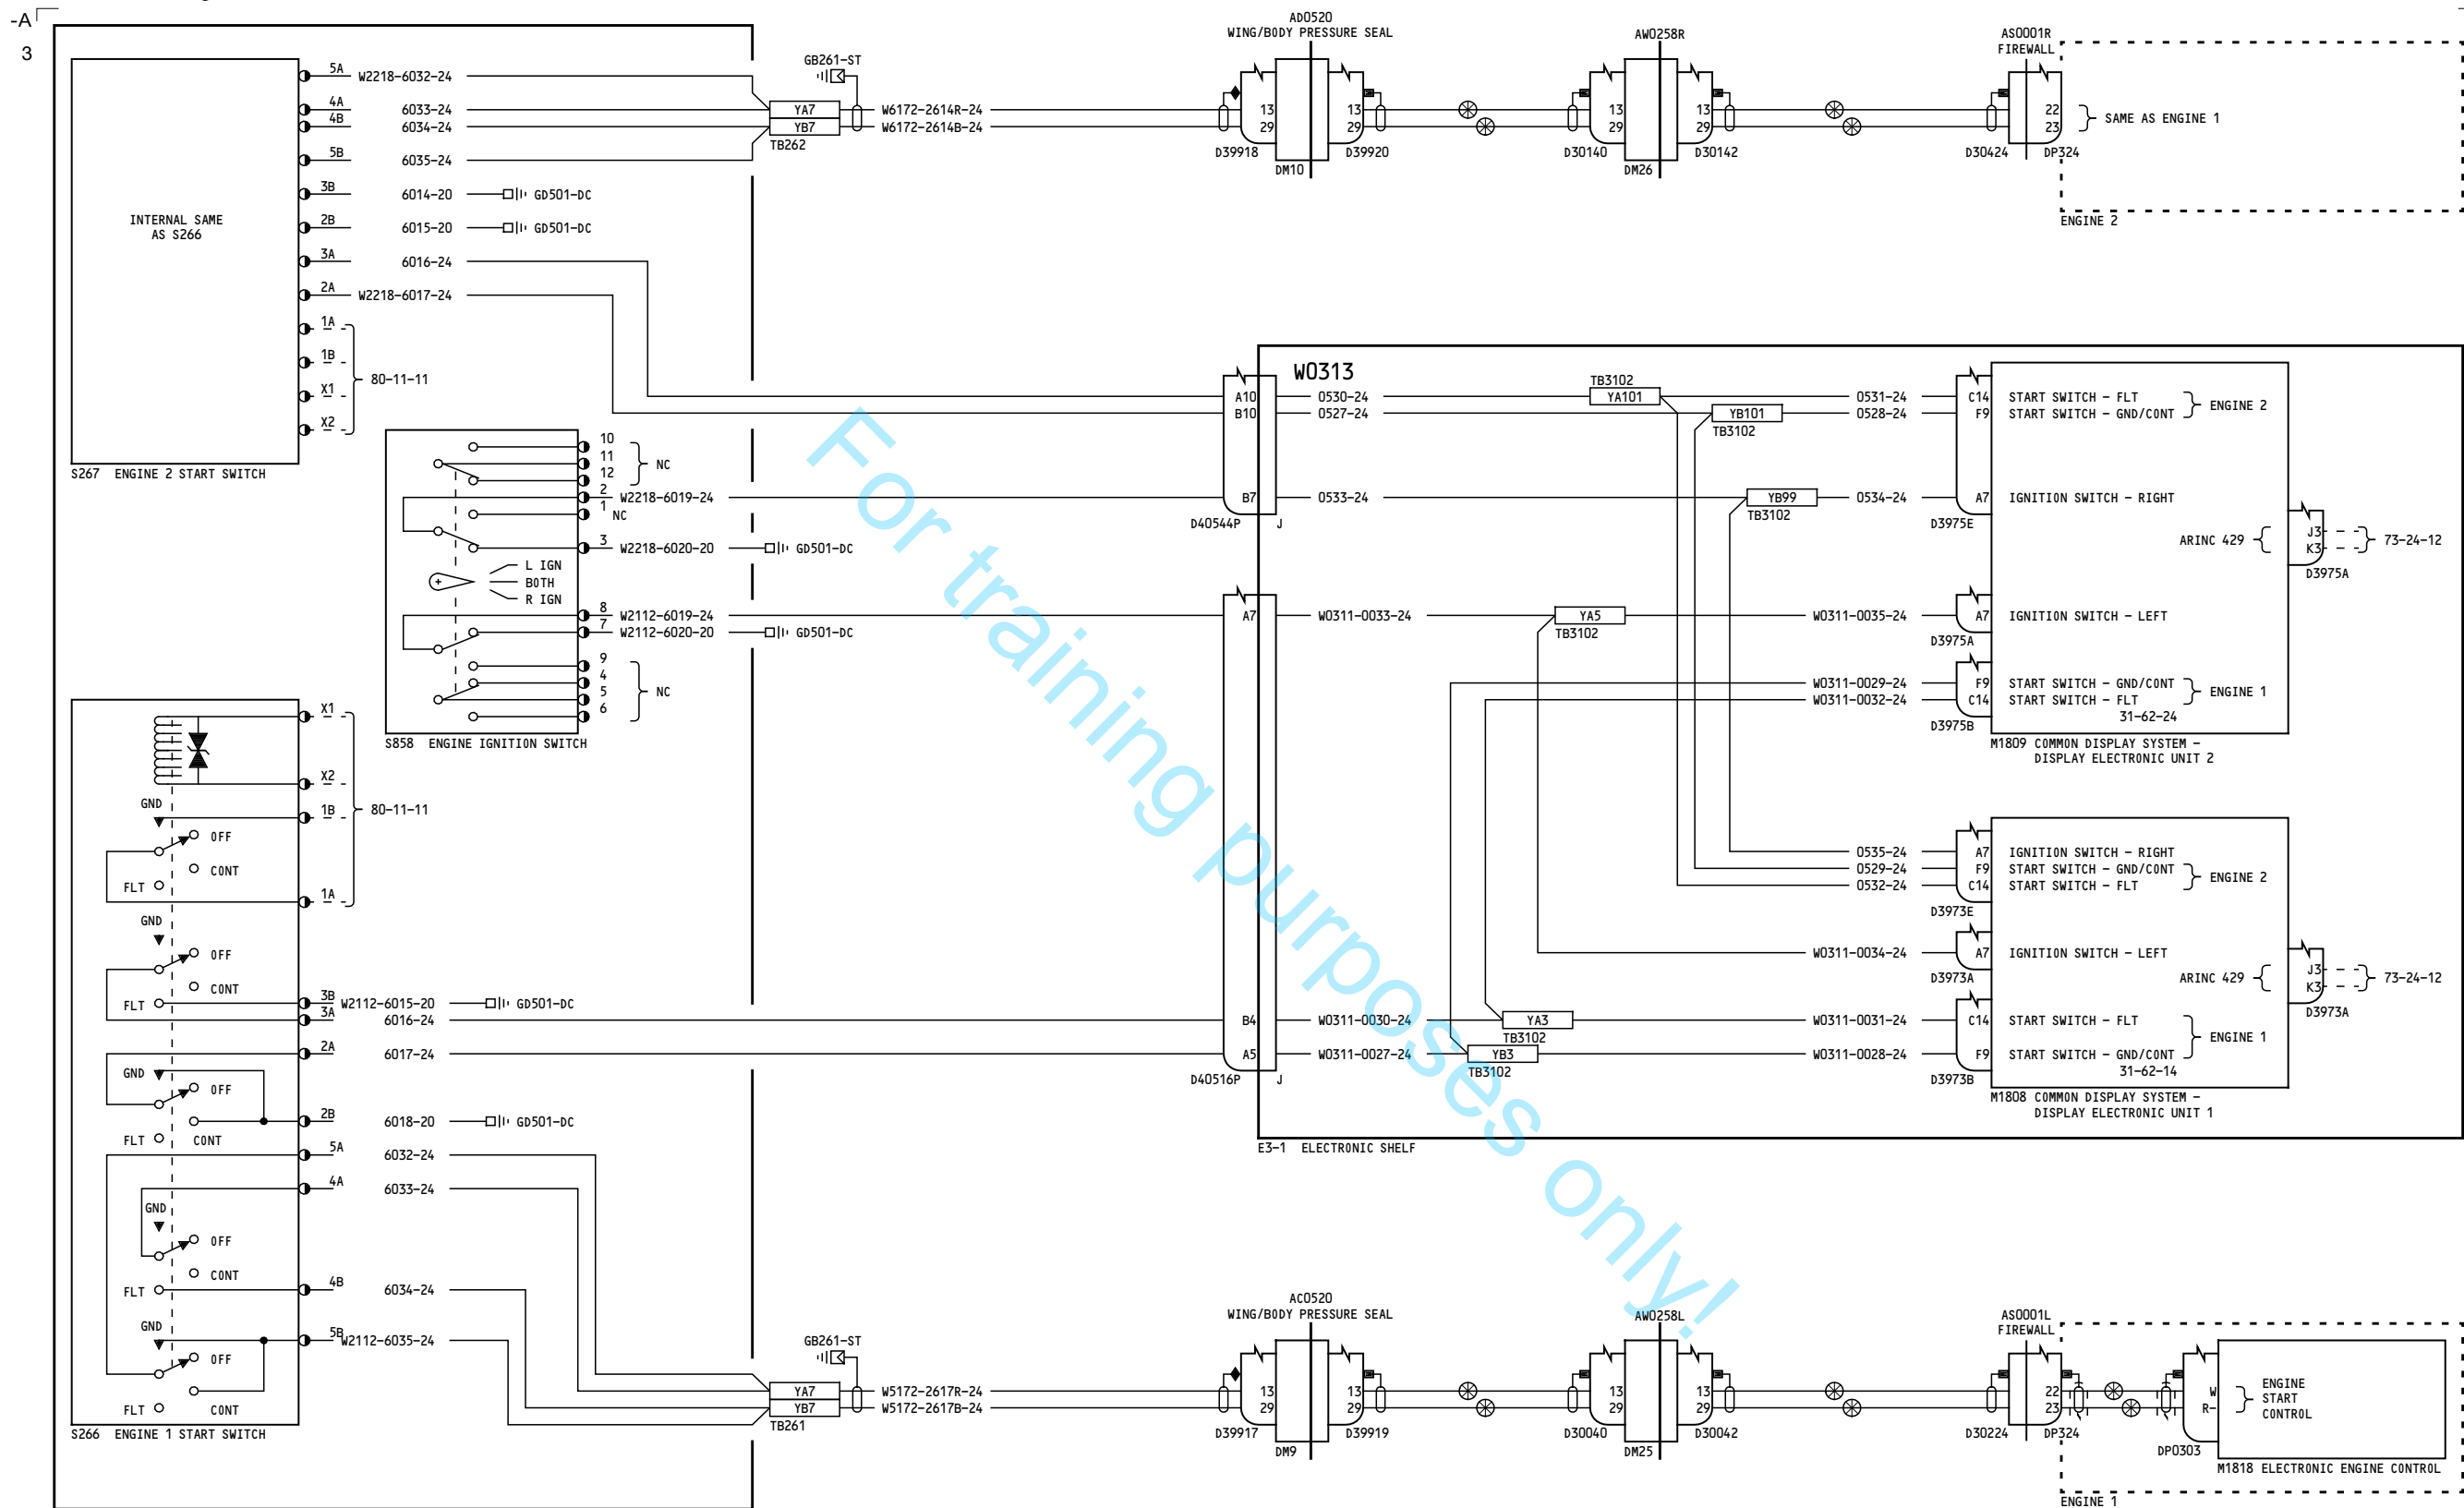 -A
3
INTERNAL SAME
AS S266
5A W2218-6032-24
4A 6033-24
4B 6034-24
5B 6035-24
3B 6014-20 GD501-DC
2B 6015-20 GD501-DC
3A 6016-24
2A W2218-6017-24
1A
1B
X1
X2
80-11-11
S267 ENGINE 2 START SWITCH
YA7
YB7
TB262
GB261-ST
W6172-2614R-24
W6172-2614B-24
AD0520
WING/BODY PRESSURE SEAL
13 13
29 29
D39918 D39920
DM10
AW0258R
13 13
29 29
D30140 D30142
DM26
AS0001R
FIREWALL
22
23
SAME AS ENGINE 1
D30424 DP324
ENGINE 2
10
11
12
NC
2 W2218-6019-24
1 NC
3 W2218-6020-20 GD501-DC
L IGN
BOTH
R IGN
8 W2112-6019-24
7 W2112-6020-20 GD501-DC
9
4
5
6
NC
S858 ENGINE IGNITION SWITCH
W0313
A10 0530-24
B10 0527-24
B7 0533-24
D40544P J
TB3102
YA101
YB101
TB3102
YB99
TB3102
0531-24 C14 START SWITCH - FLT
0528-24 F9 START SWITCH - GND/CONT
ENGINE 2
0534-24 A7 IGNITION SWITCH - RIGHT
D3975E
ARINC 429
J3
K3
73-24-12
D3975A
A7 W0311-0033-24
YA5
TB3102
W0311-0035-24 A7 IGNITION SWITCH - LEFT
D3975A
W0311-0029-24 F9 START SWITCH - GND/CONT
W0311-0032-24 C14 START SWITCH - FLT
ENGINE 1
31-62-24
D3975B
M1809 COMMON DISPLAY SYSTEM -
DISPLAY ELECTRONIC UNIT 2
0535-24 A7 IGNITION SWITCH - RIGHT
0529-24 F9 START SWITCH - GND/CONT
0532-24 C14 START SWITCH - FLT
ENGINE 2
D3973E
W0311-0034-24 A7 IGNITION SWITCH - LEFT
D3973A
ARINC 429
J3
K3
73-24-12
D3973A
B4 W0311-0030-24
YA3
TB3102
W0311-0031-24 C14 START SWITCH - FLT
A5 W0311-0027-24
YB3
TB3102
W0311-0028-24 F9 START SWITCH - GND/CONT
ENGINE 1
31-62-14
D40516P J
D3973B
M1808 COMMON DISPLAY SYSTEM -
DISPLAY ELECTRONIC UNIT 1
E3-1 ELECTRONIC SHELF
X1
X2
GND
1B
80-11-11
OFF
CONT
FLT
1A
GND
OFF
CONT
FLT
3B W2112-6015-20 GD501-DC
3A 6016-24
2A 6017-24
GND
OFF
2B 6018-20 GD501-DC
FLT CONT
5A 6032-24
4A 6033-24
GND
OFF
CONT
FLT
4B 6034-24
GND
5B W2112-6035-24
OFF
FLT CONT
S266 ENGINE 1 START SWITCH
GB261-ST
YA7
YB7
TB261
W5172-2617R-24
W5172-2617B-24
AC0520
WING/BODY PRESSURE SEAL
13 13
29 29
D39917 D39919
DM9
AW0258L
13 13
29 29
D30040 D30042
DM25
AS0001L
FIREWALL
22
23
D30224 DP324
W
R-
ENGINE
START
CONTROL
DP0303
M1818 ELECTRONIC ENGINE CONTROL
ENGINE 1
For training purposes only!